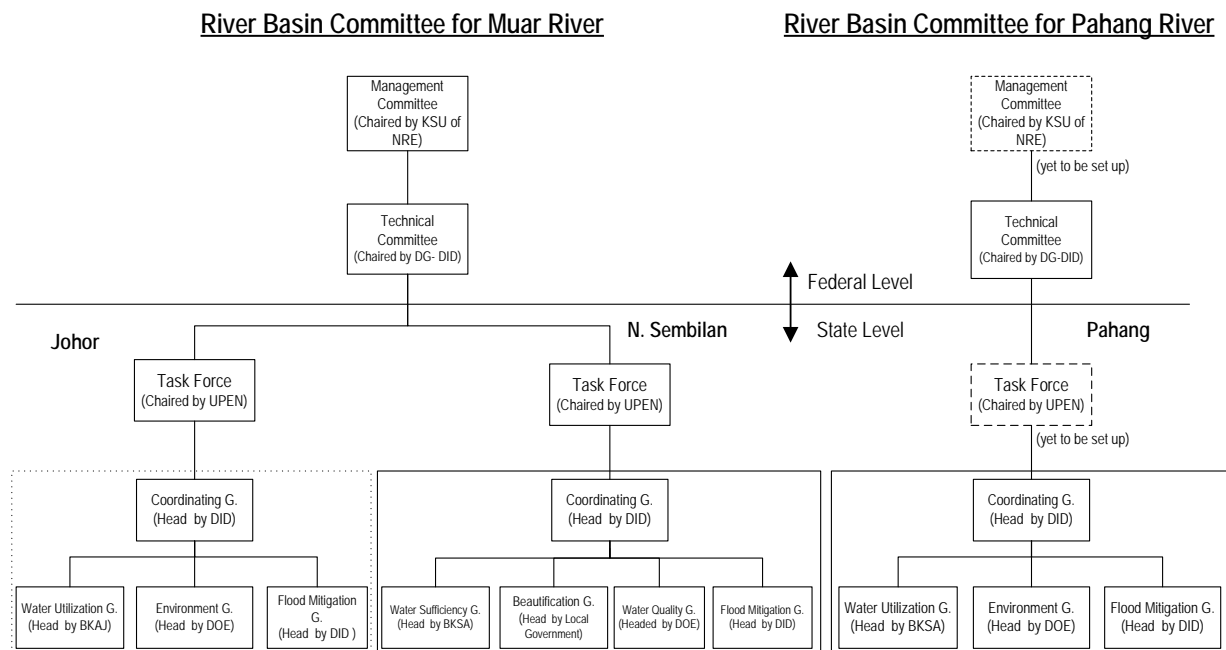 River Basin Committee for Muar River
River Basin Committee for Pahang River
Management
Committee
(Chaired by KSU of
NRE)
Management
Committee
(Chaired by KSU of
NRE)
(yet to be set up)
Technical
Committee
(Chaired by DG- DID)
Technical
Committee
(Chaired by DG-DID)
Federal Level
State Level
Johor
N. Sembilan
Pahang
Task Force
(Chaired by UPEN)
Task Force
(Chaired by UPEN)
Task Force
(Chaired by UPEN)
(yet to be set up)
Coordinating G.
(Head by DID)
Coordinating G.
(Head by DID)
Coordinating G.
(Head by DID)
Water Utilization G.
(Head by BKAJ)
Environment G.
(Head by DOE)
Flood Mitigation
G.
(Head by DID )
Water Sufficiency G.
(Head by BKSA)
Beautification G.
(Head by Local
Government)
Water Quality G.
(Headed by DOE)
Flood Mitigation G.
(Head by DID)
Water Utilization G.
(Head by BKSA)
Environment G.
(Head by DOE)
Flood Mitigation G.
(Head by DID)